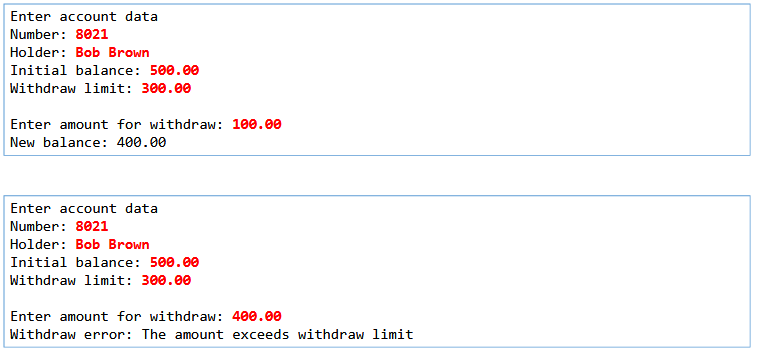 Enter account data
Number: 8021
Holder: Bob Brown
Initial balance: 500.00
Withdraw limit: 300.00
Enter amount for withdraw: 100.00
New balance: 400.00
Enter account data
Number: 8021
Holder: Bob Brown
Initial balance: 500.00
Withdraw limit: 300.00
Enter amount for withdraw: 400.00
Withdraw error: The amount exceeds withdraw limit